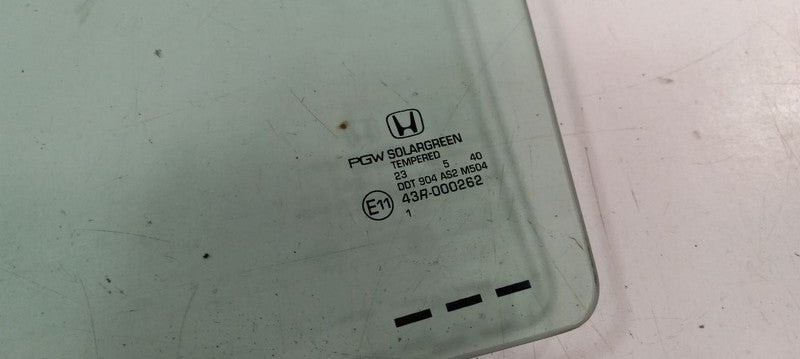 PGW SOLARGREEN
TEMPERED
23 5 40
DOT 904 AS2 M504
E11 43R-000262
1